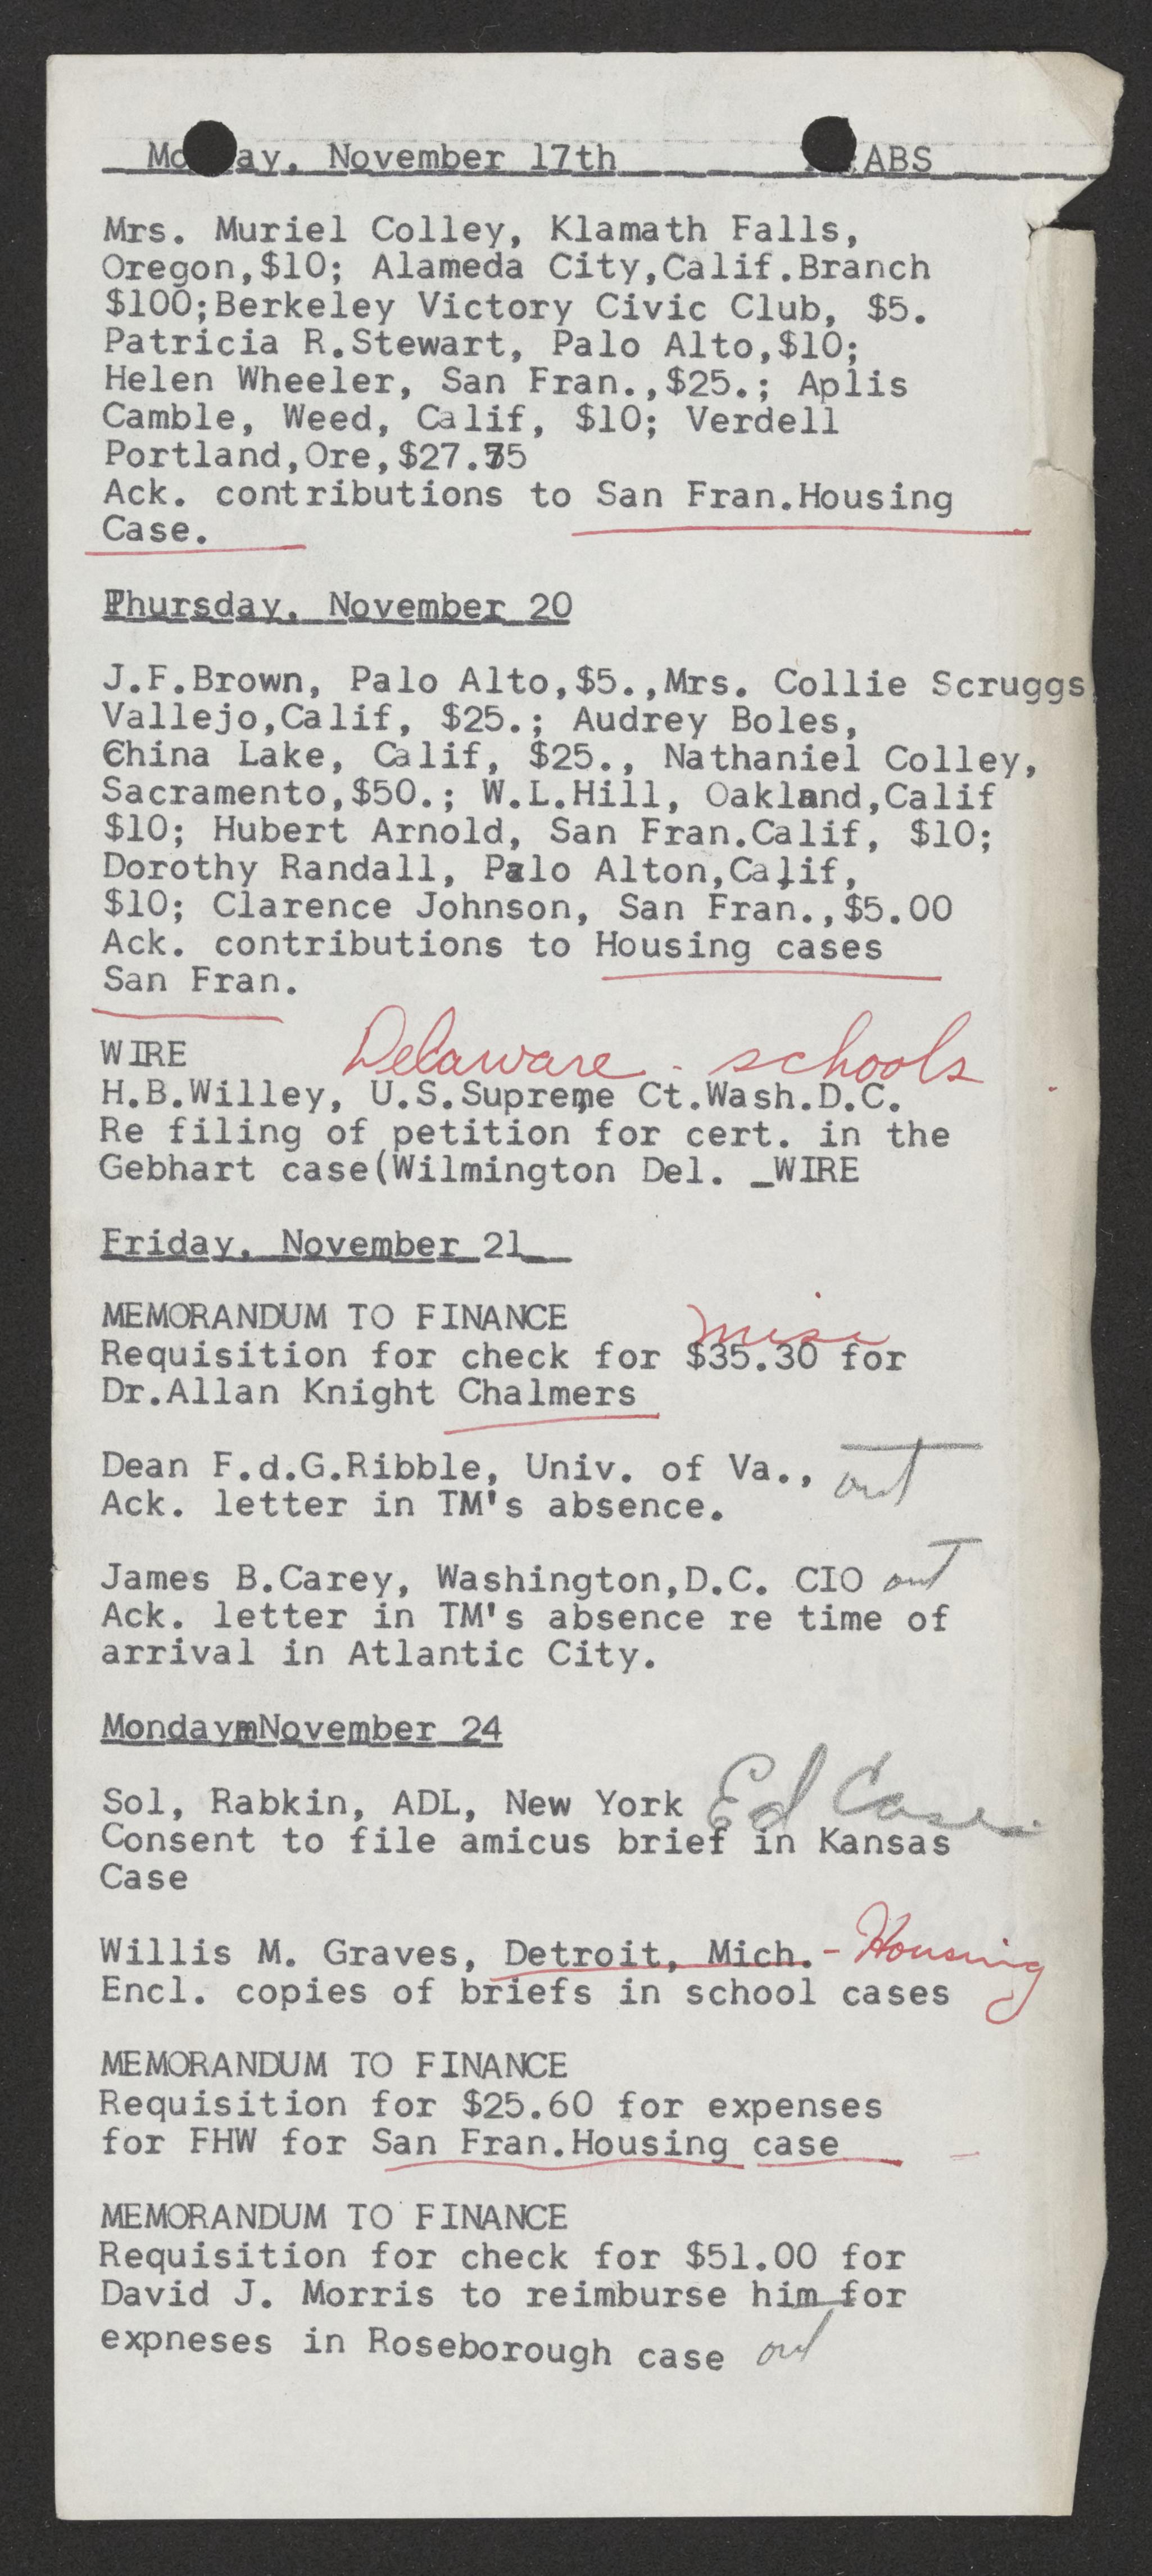 Monday, November 17th ABS
Mrs. Muriel Colley, Klamath Falls,
Oregon,$10; Alameda City,Calif.Branch
$100;Berkeley Victory Civic Club, $5.
Patricia R.Stewart, Palo Alto,$10;
Helen Wheeler, San Fran.,$25.; Aplis
Camble, Weed, Calif, $10; Verdell
Portland,Ore,$27.35
Ack. contributions to San Fran.Housing
Case.
Thursday, November 20
J.F.Brown, Palo Alto,$5.,Mrs. Collie Scruggs,
Vallejo,Calif, $25.; Audrey Boles,
China Lake, Calif, $25., Nathaniel Colley,
Sacramento,$50.; W.L.Hill, Oakland,Calif
$10; Hubert Arnold, San Fran.Calif, $10;
Dorothy Randall, Palo Alton,Calif,
$10; Clarence Johnson, San Fran.,$5.00
Ack. contributions to Housing cases
San Fran.
WIRE Delaware - schools
H.B.Willey, U.S.Supreme Ct.Wash.D.C.
Re filing of petition for cert. in the
Gebhart case(Wilmington Del. _WIRE
Friday, November 21
MEMORANDUM TO FINANCE
misc
Requisition for check for $35.30 for
Dr.Allan Knight Chalmers
Dean F.d.G.Ribble, Univ. of Va., out
Ack. letter in TM's absence.
James B.Carey, Washington,D.C. CIO out
Ack. letter in TM's absence re time of
arrival in Atlantic City.
MondaymNovember 24
Sol, Rabkin, ADL, New York Ed Cases
Consent to file amicus brief in Kansas
Case
Willis M. Graves, Detroit, Mich. - Housing
Encl. copies of briefs in school cases
MEMORANDUM TO FINANCE
Requisition for $25.60 for expenses
for FHW for San Fran.Housing case
MEMORANDUM TO FINANCE
Requisition for check for $51.00 for
David J. Morris to reimburse him for
expneses in Roseborough case out